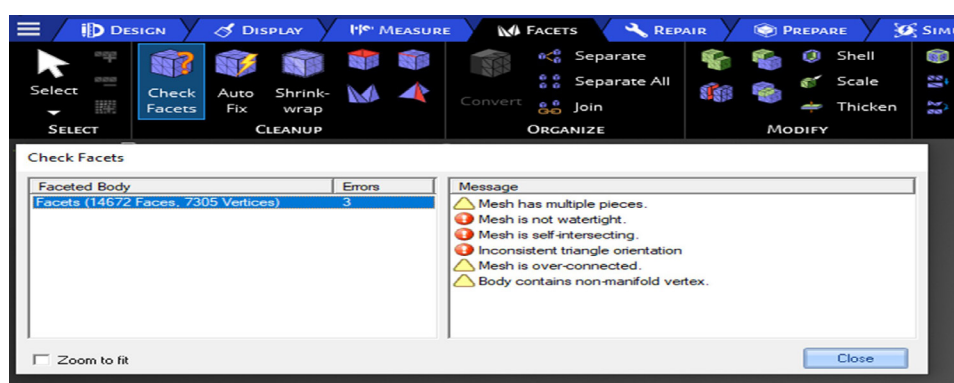 DESIGN DISPLAY MEASURE FACETS REPAIR PREPARE
Select
Check Facets
Auto Fix
Shrink-wrap
Convert
Separate
Separate All
Join
Shell
Scale
Thicken
SELECT CLEANUP ORGANIZE MODIFY
Check Facets
Faceted Body Errors
Facets (14672 Faces, 7305 Vertices) 3
Message
Mesh has multiple pieces.
Mesh is not watertight.
Mesh is self-intersecting.
Inconsistent triangle orientation
Mesh is over-connected.
Body contains non-manifold vertex.
Zoom to fit
Close